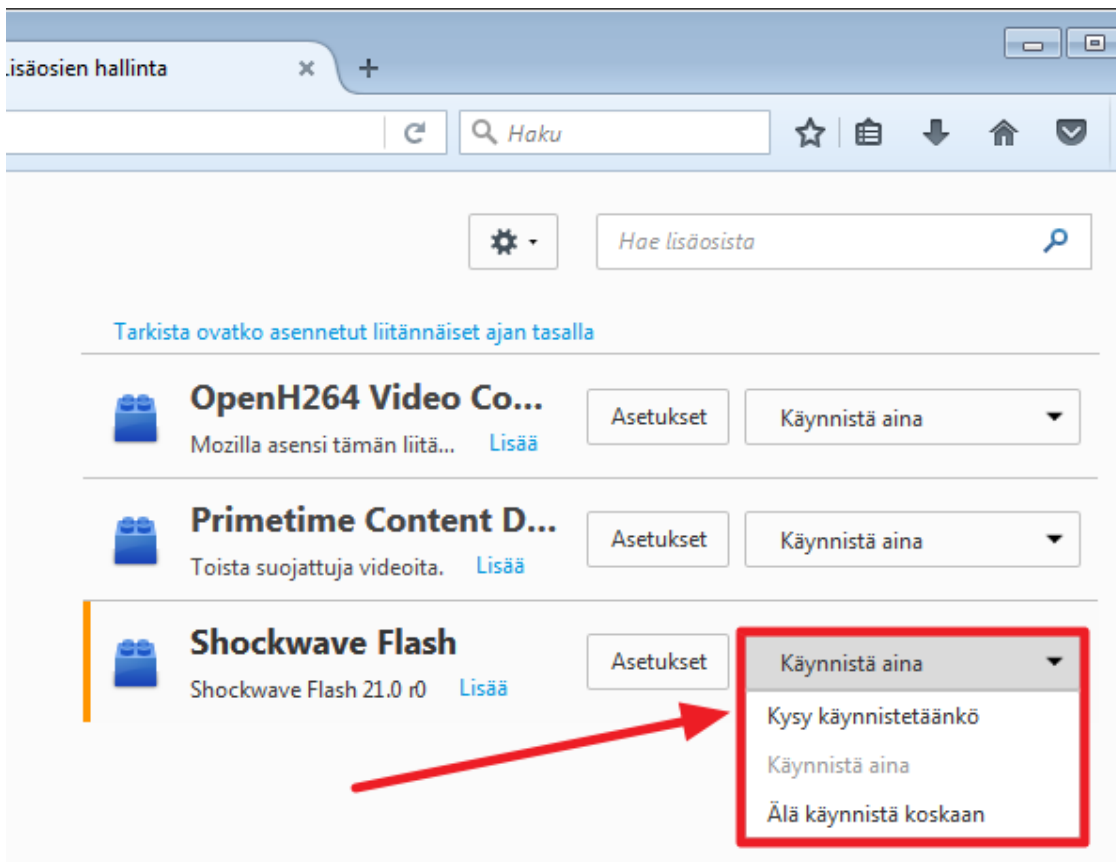 Lisäosien hallinta
Haku
Hae lisäosista
Tarkista ovatko asennetut liitännäiset ajan tasalla
OpenH264 Video Co...
Asetukset
Käynnistä aina
Mozilla asensi tämän liitä... Lisää
Primetime Content D...
Asetukset
Käynnistä aina
Toista suojattuja videoita. Lisää
Shockwave Flash
Asetukset
Käynnistä aina
Shockwave Flash 21.0 r0 Lisää
Kysy käynnistetäänkö
Käynnistä aina
Älä käynnistä koskaan